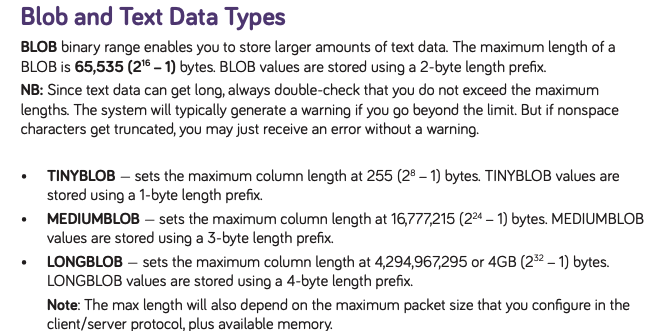 Blob and Text Data Types
BLOB binary range enables you to store larger amounts of text data. The maximum length of a
BLOB is 65,535 (2¹⁶ – 1) bytes. BLOB values are stored using a 2-byte length prefix.
NB: Since text data can get long, always double-check that you do not exceed the maximum
lengths. The system will typically generate a warning if you go beyond the limit. But if nonspace
characters get truncated, you may just receive an error without a warning.
• TINYBLOB — sets the maximum column length at 255 (2⁸ – 1) bytes. TINYBLOB values are
stored using a 1-byte length prefix.
• MEDIUMBLOB — sets the maximum column length at 16,777,215 (2²⁴ – 1) bytes. MEDIUMBLOB
values are stored using a 3-byte length prefix.
• LONGBLOB — sets the maximum column length at 4,294,967,295 or 4GB (2³² – 1) bytes.
LONGBLOB values are stored using a 4-byte length prefix.
Note: The max length will also depend on the maximum packet size that you configure in the
client/server protocol, plus available memory.